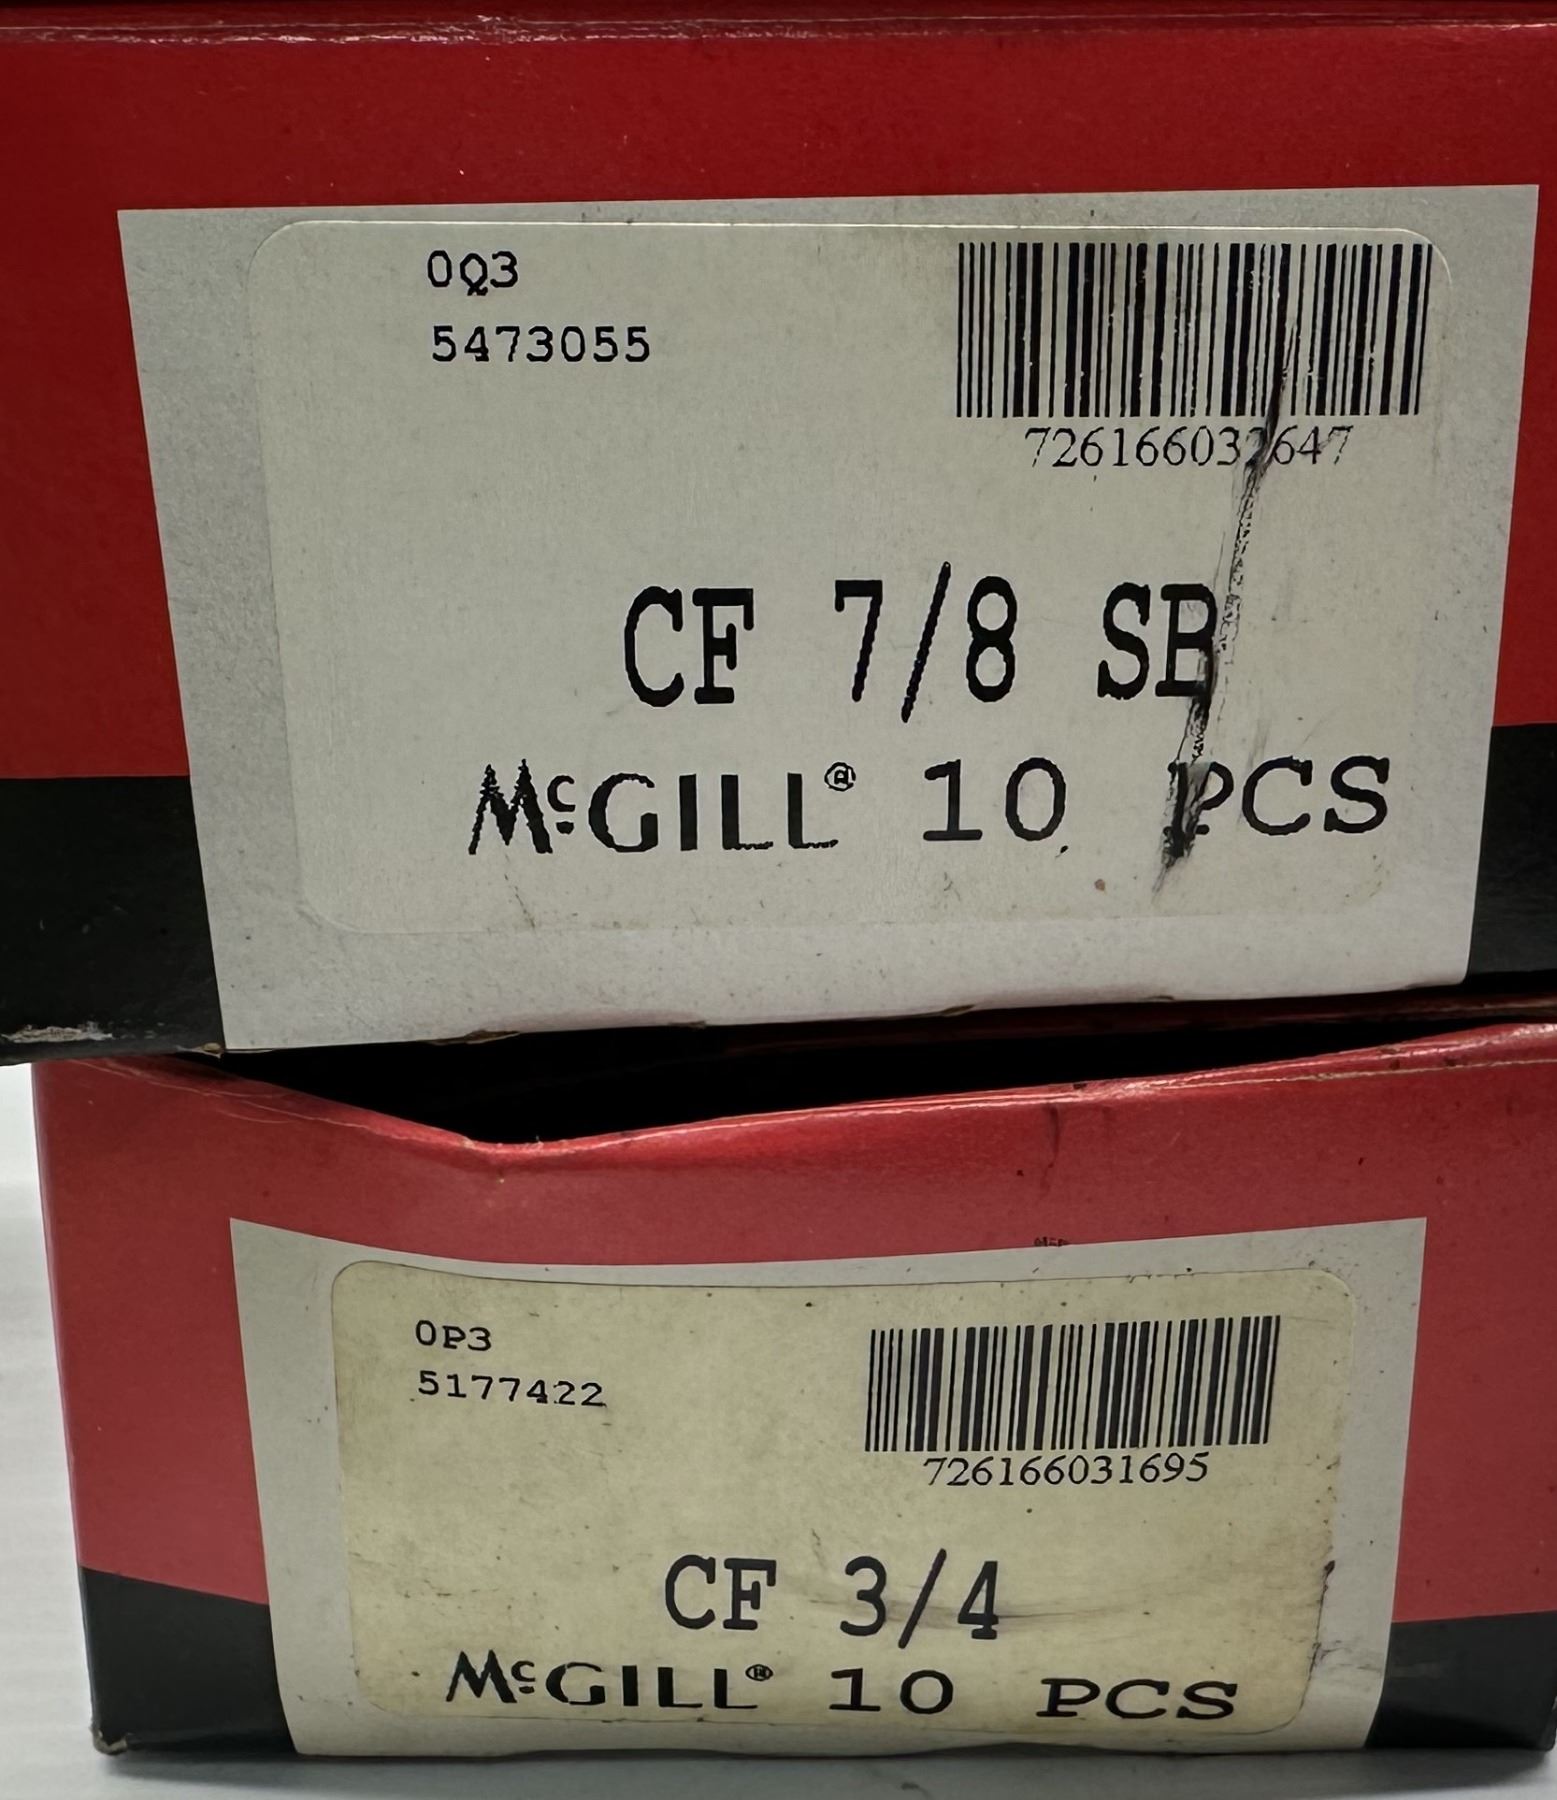 0Q3
5473055
726166032647
CF 7/8 SB
McGILL® 10 PCS
0P3
5177422
726166031695
CF 3/4
McGILL® 10 PCS